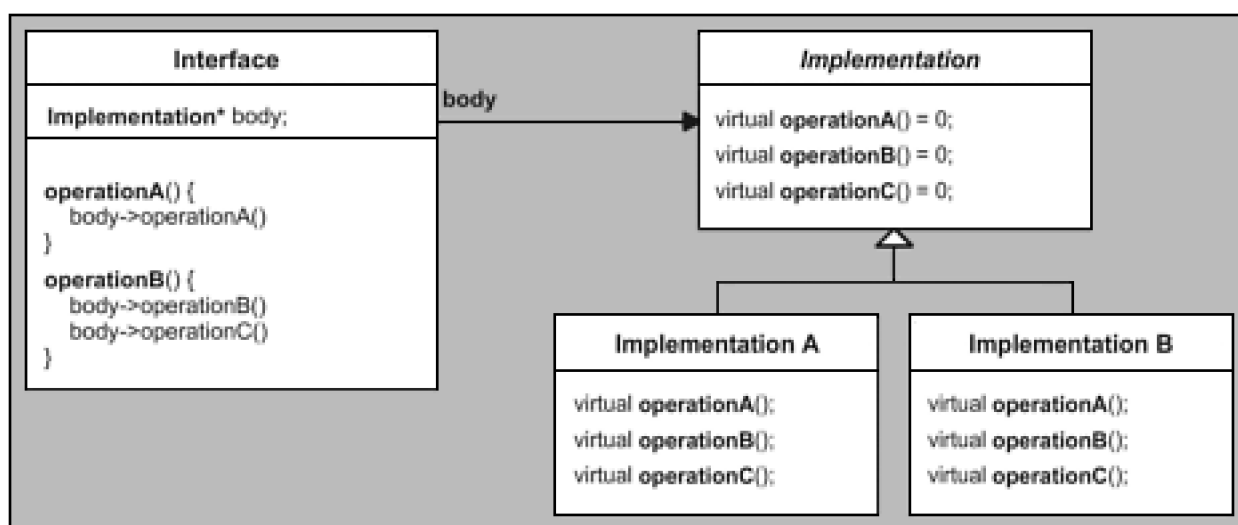 Interface
Implementation* body;
operationA() {
body->operationA()
}
operationB() {
body->operationB()
body->operationC()
}
body
Implementation
virtual operationA() = 0;
virtual operationB() = 0;
virtual operationC() = 0;
Implementation A
virtual operationA();
virtual operationB();
virtual operationC();
Implementation B
virtual operationA();
virtual operationB();
virtual operationC();